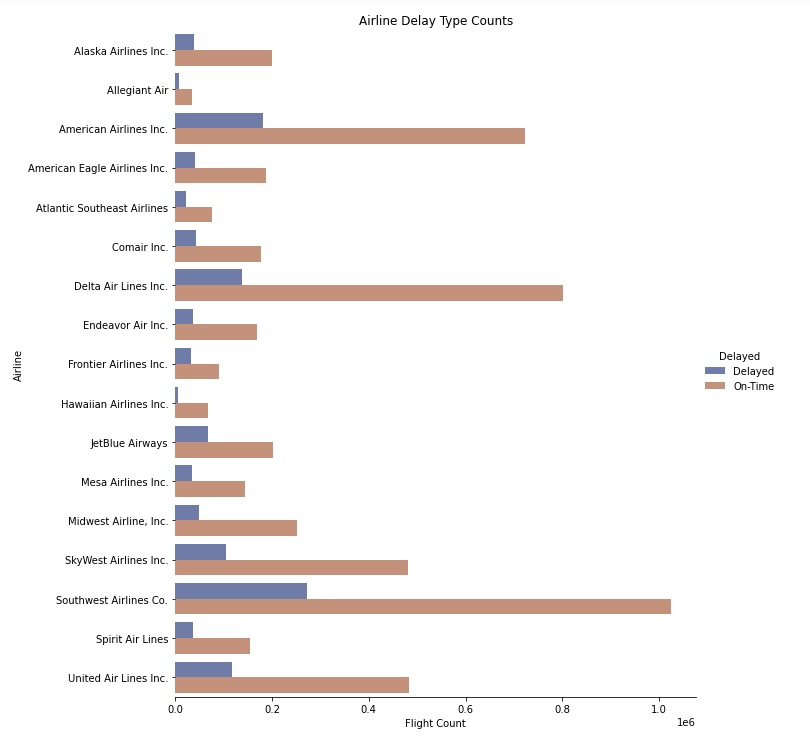 Airline Delay Type Counts
Alaska Airlines Inc.
Allegiant Air
American Airlines Inc.
American Eagle Airlines Inc.
Atlantic Southeast Airlines
Comair Inc.
Delta Air Lines Inc.
Endeavor Air Inc.
Frontier Airlines Inc.
Hawaiian Airlines Inc.
JetBlue Airways
Mesa Airlines Inc.
Midwest Airline, Inc.
SkyWest Airlines Inc.
Southwest Airlines Co.
Spirit Air Lines
United Air Lines Inc.
Airline
Delayed
Delayed
On-Time
0.0 0.2 0.4 0.6 0.8 1.0
1e6
Flight Count